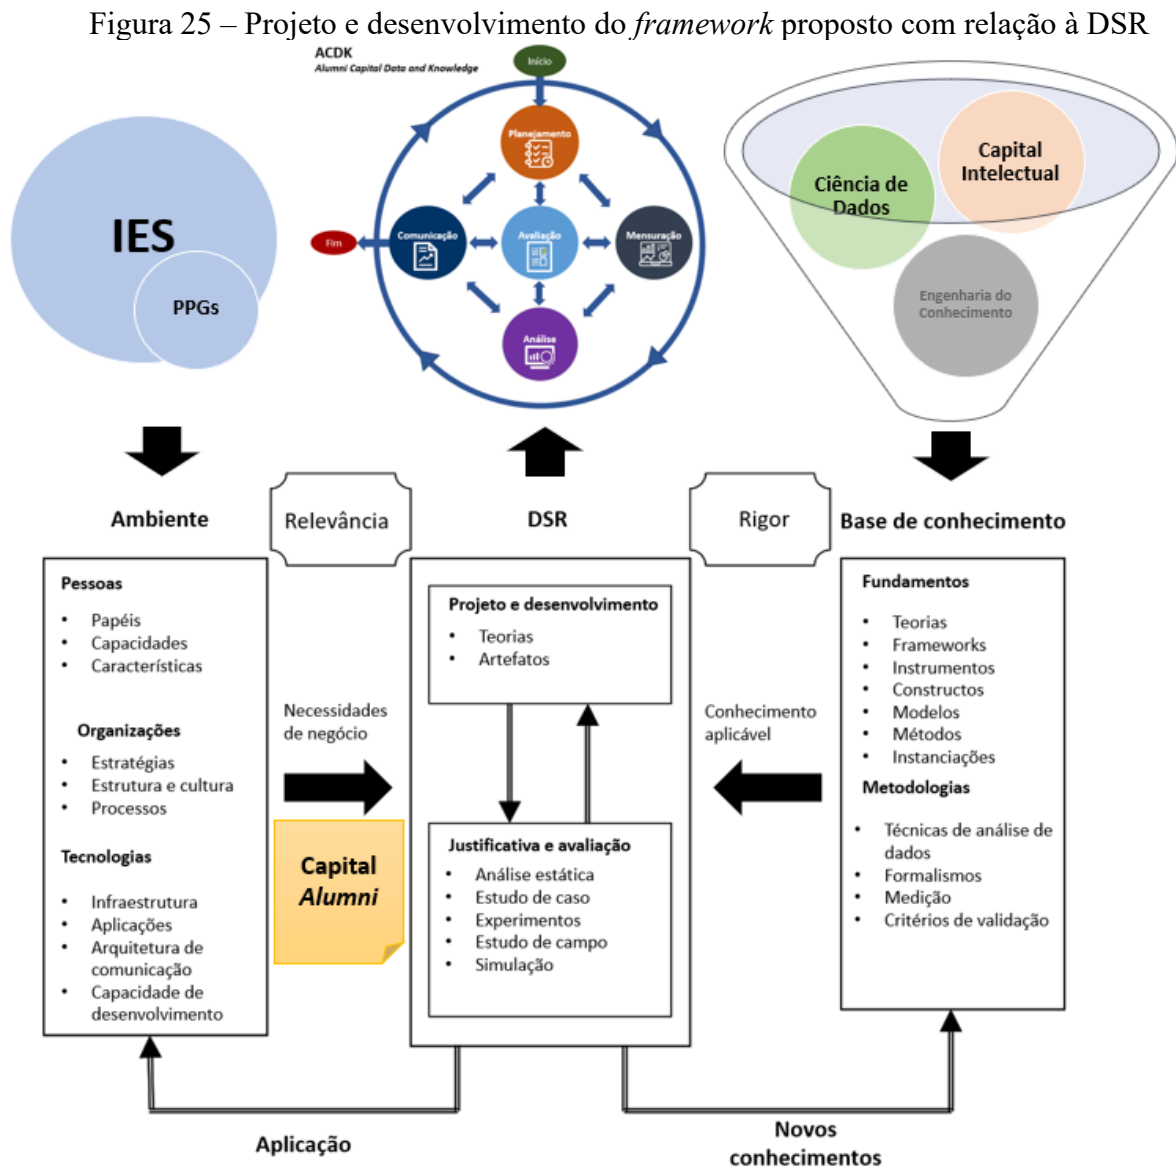 Figura 25 – Projeto e desenvolvimento do framework proposto com relação à DSR
ACDK
Alumni Capital Data and Knowledge
Início
Planejamento
Comunicação
Avaliação
Mensuração
Análise
Fim
IES
PPGs
Ciência de
Dados
Capital
Intelectual
Engenharia do
Conhecimento
Ambiente
Relevância
DSR
Rigor
Base de conhecimento
Pessoas
• Papéis
• Capacidades
• Características
Organizações
• Estratégias
• Estrutura e cultura
• Processos
Tecnologias
• Infraestrutura
• Aplicações
• Arquitetura de
comunicação
• Capacidade de
desenvolvimento
Necessidades
de negócio
Capital
Alumni
Projeto e desenvolvimento
• Teorias
• Artefatos
Justificativa e avaliação
• Análise estática
• Estudo de caso
• Experimentos
• Estudo de campo
• Simulação
Conhecimento
aplicável
Fundamentos
• Teorias
• Frameworks
• Instrumentos
• Constructos
• Modelos
• Métodos
• Instanciações
Metodologias
• Técnicas de análise de
dados
• Formalismos
• Medição
• Critérios de validação
Aplicação
Novos
conhecimentos